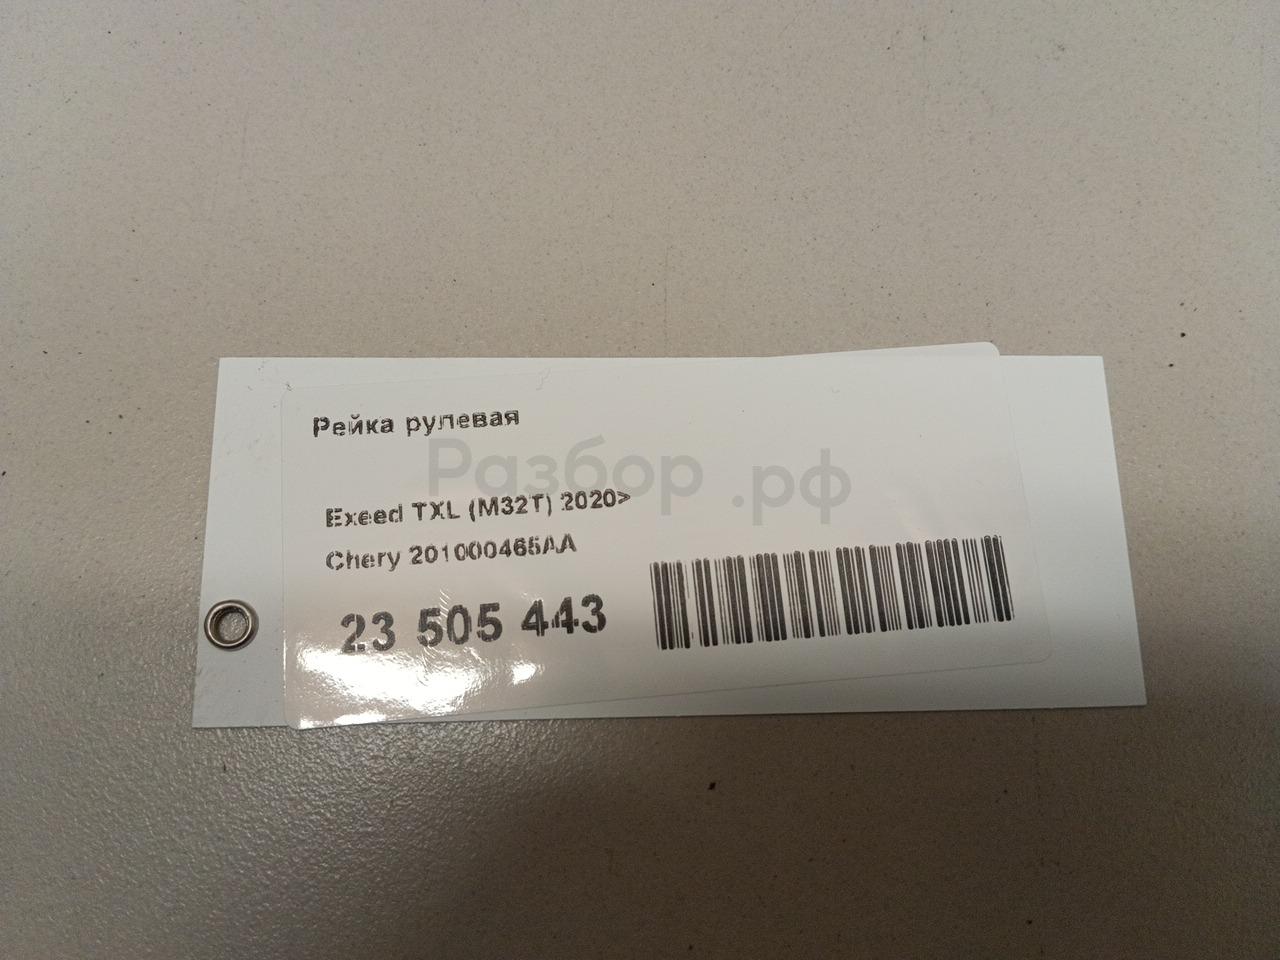 Рейка рулевая
Разбор.рф
Exeed TXL (M32T) 2020>
Chery 201000465AA
23 505 443